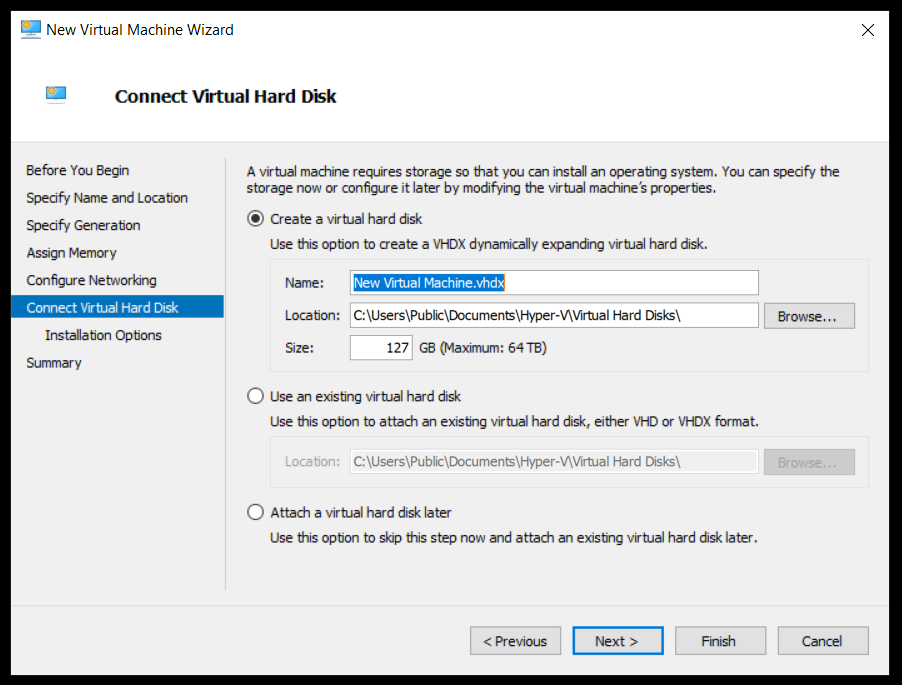 New Virtual Machine Wizard
Connect Virtual Hard Disk
Before You Begin
Specify Name and Location
Specify Generation
Assign Memory
Configure Networking
Connect Virtual Hard Disk
Installation Options
Summary
A virtual machine requires storage so that you can install an operating system. You can specify the
storage now or configure it later by modifying the virtual machine's properties.
Create a virtual hard disk
Use this option to create a VHDX dynamically expanding virtual hard disk.
Name: New Virtual Machine.vhdx
Location: C:\Users\Public\Documents\Hyper-V\Virtual Hard Disks\ Browse...
Size: 127 GB (Maximum: 64 TB)
Use an existing virtual hard disk
Use this option to attach an existing virtual hard disk, either VHD or VHDX format.
Location: C:\Users\Public\Documents\Hyper-V\Virtual Hard Disks\ Browse...
Attach a virtual hard disk later
Use this option to skip this step now and attach an existing virtual hard disk later.
< Previous Next > Finish Cancel